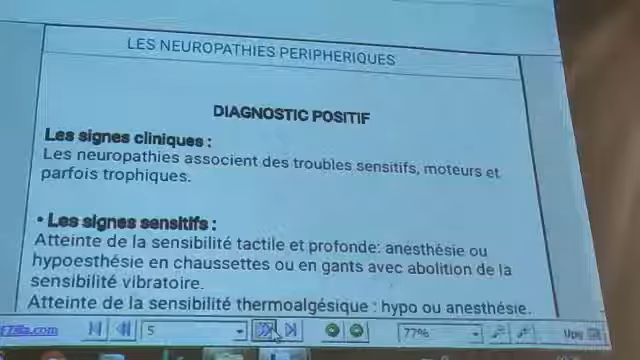 LES NEUROPATHIES PERIPHERIQUES
DIAGNOSTIC POSITIF
Les signes cliniques :
Les neuropathies associent des troubles sensitifs, moteurs et
parfois trophiques.
• Les signes sensitifs :
Atteinte de la sensibilité tactile et profonde: anesthésie ou
hypoesthésie en chaussettes ou en gants avec abolition de la
sensibilité vibratoire.
Atteinte de la sensibilité thermoalgésique : hypo ou anesthésie.
5
77%